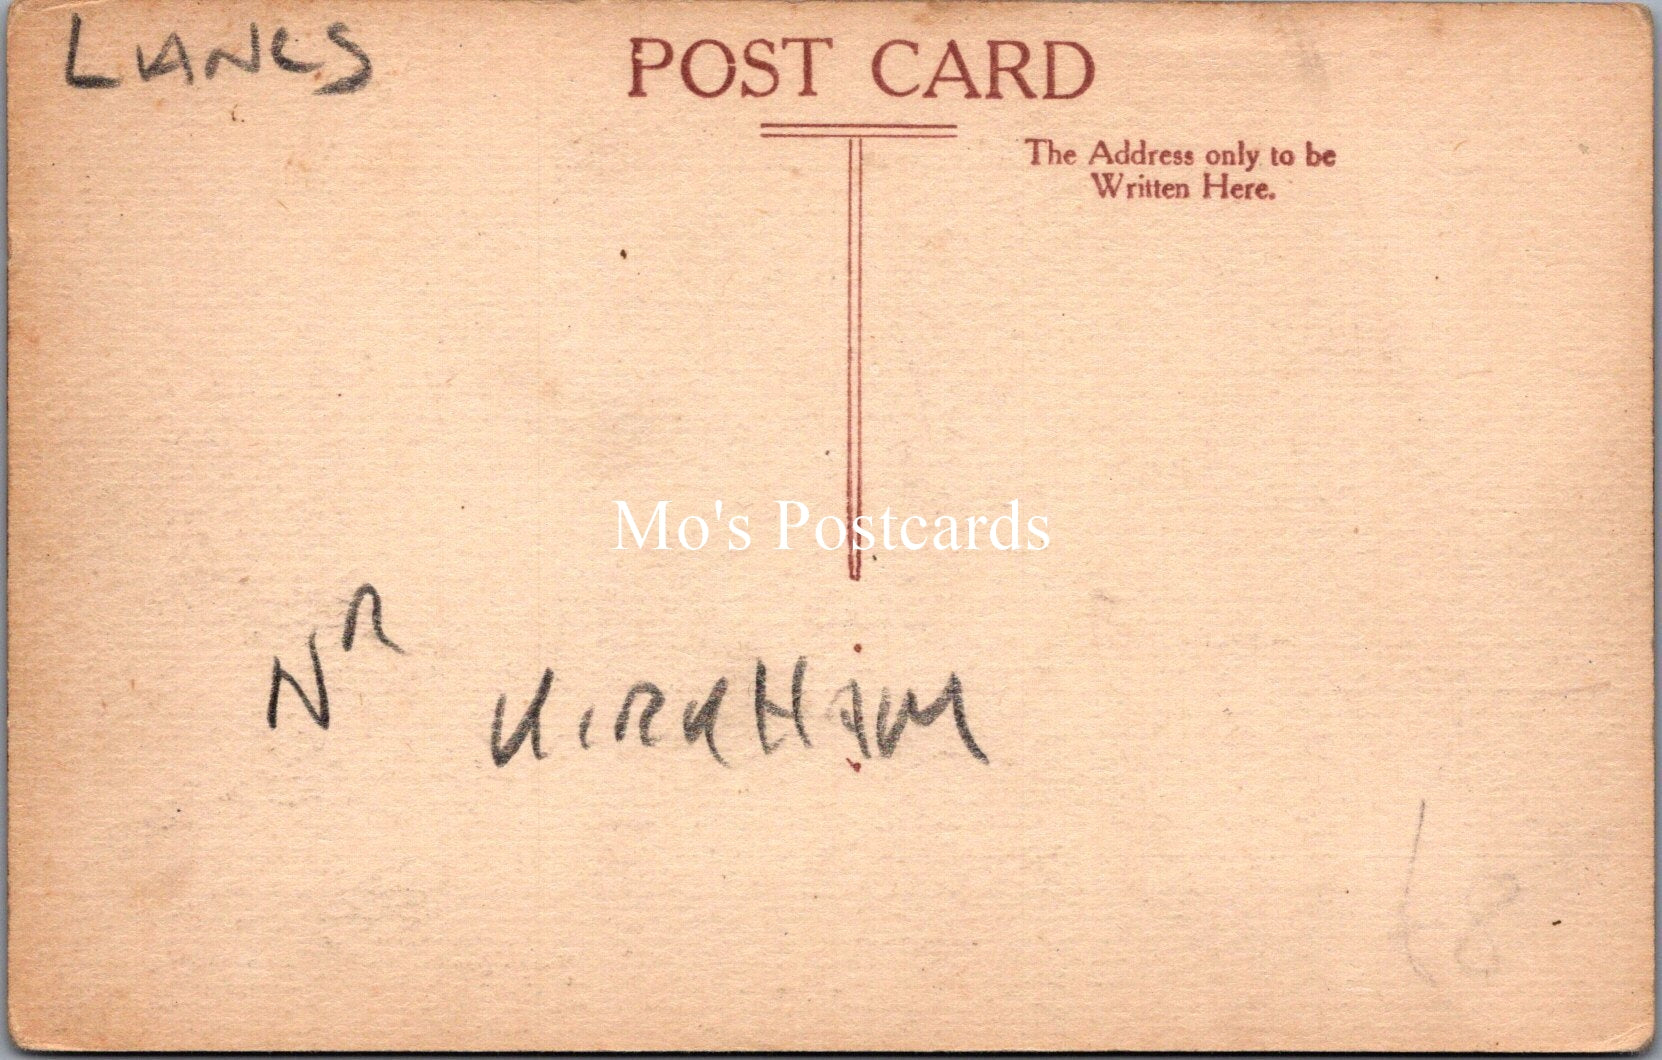 LANCS
POST CARD
The Address only to be
Written Here.
Mo's Postcards
NR KIRKHAM